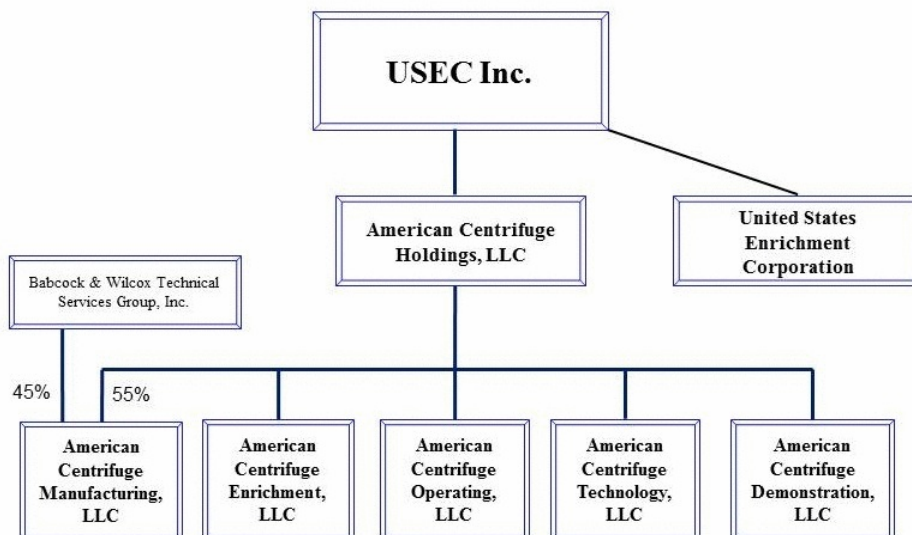 USEC Inc.
American Centrifuge
Holdings, LLC
United States
Enrichment
Corporation
Babcock & Wilcox Technical
Services Group, Inc.
45%
55%
American
Centrifuge
Manufacturing,
LLC
American
Centrifuge
Enrichment,
LLC
American
Centrifuge
Operating,
LLC
American
Centrifuge
Technology,
LLC
American
Centrifuge
Demonstration,
LLC